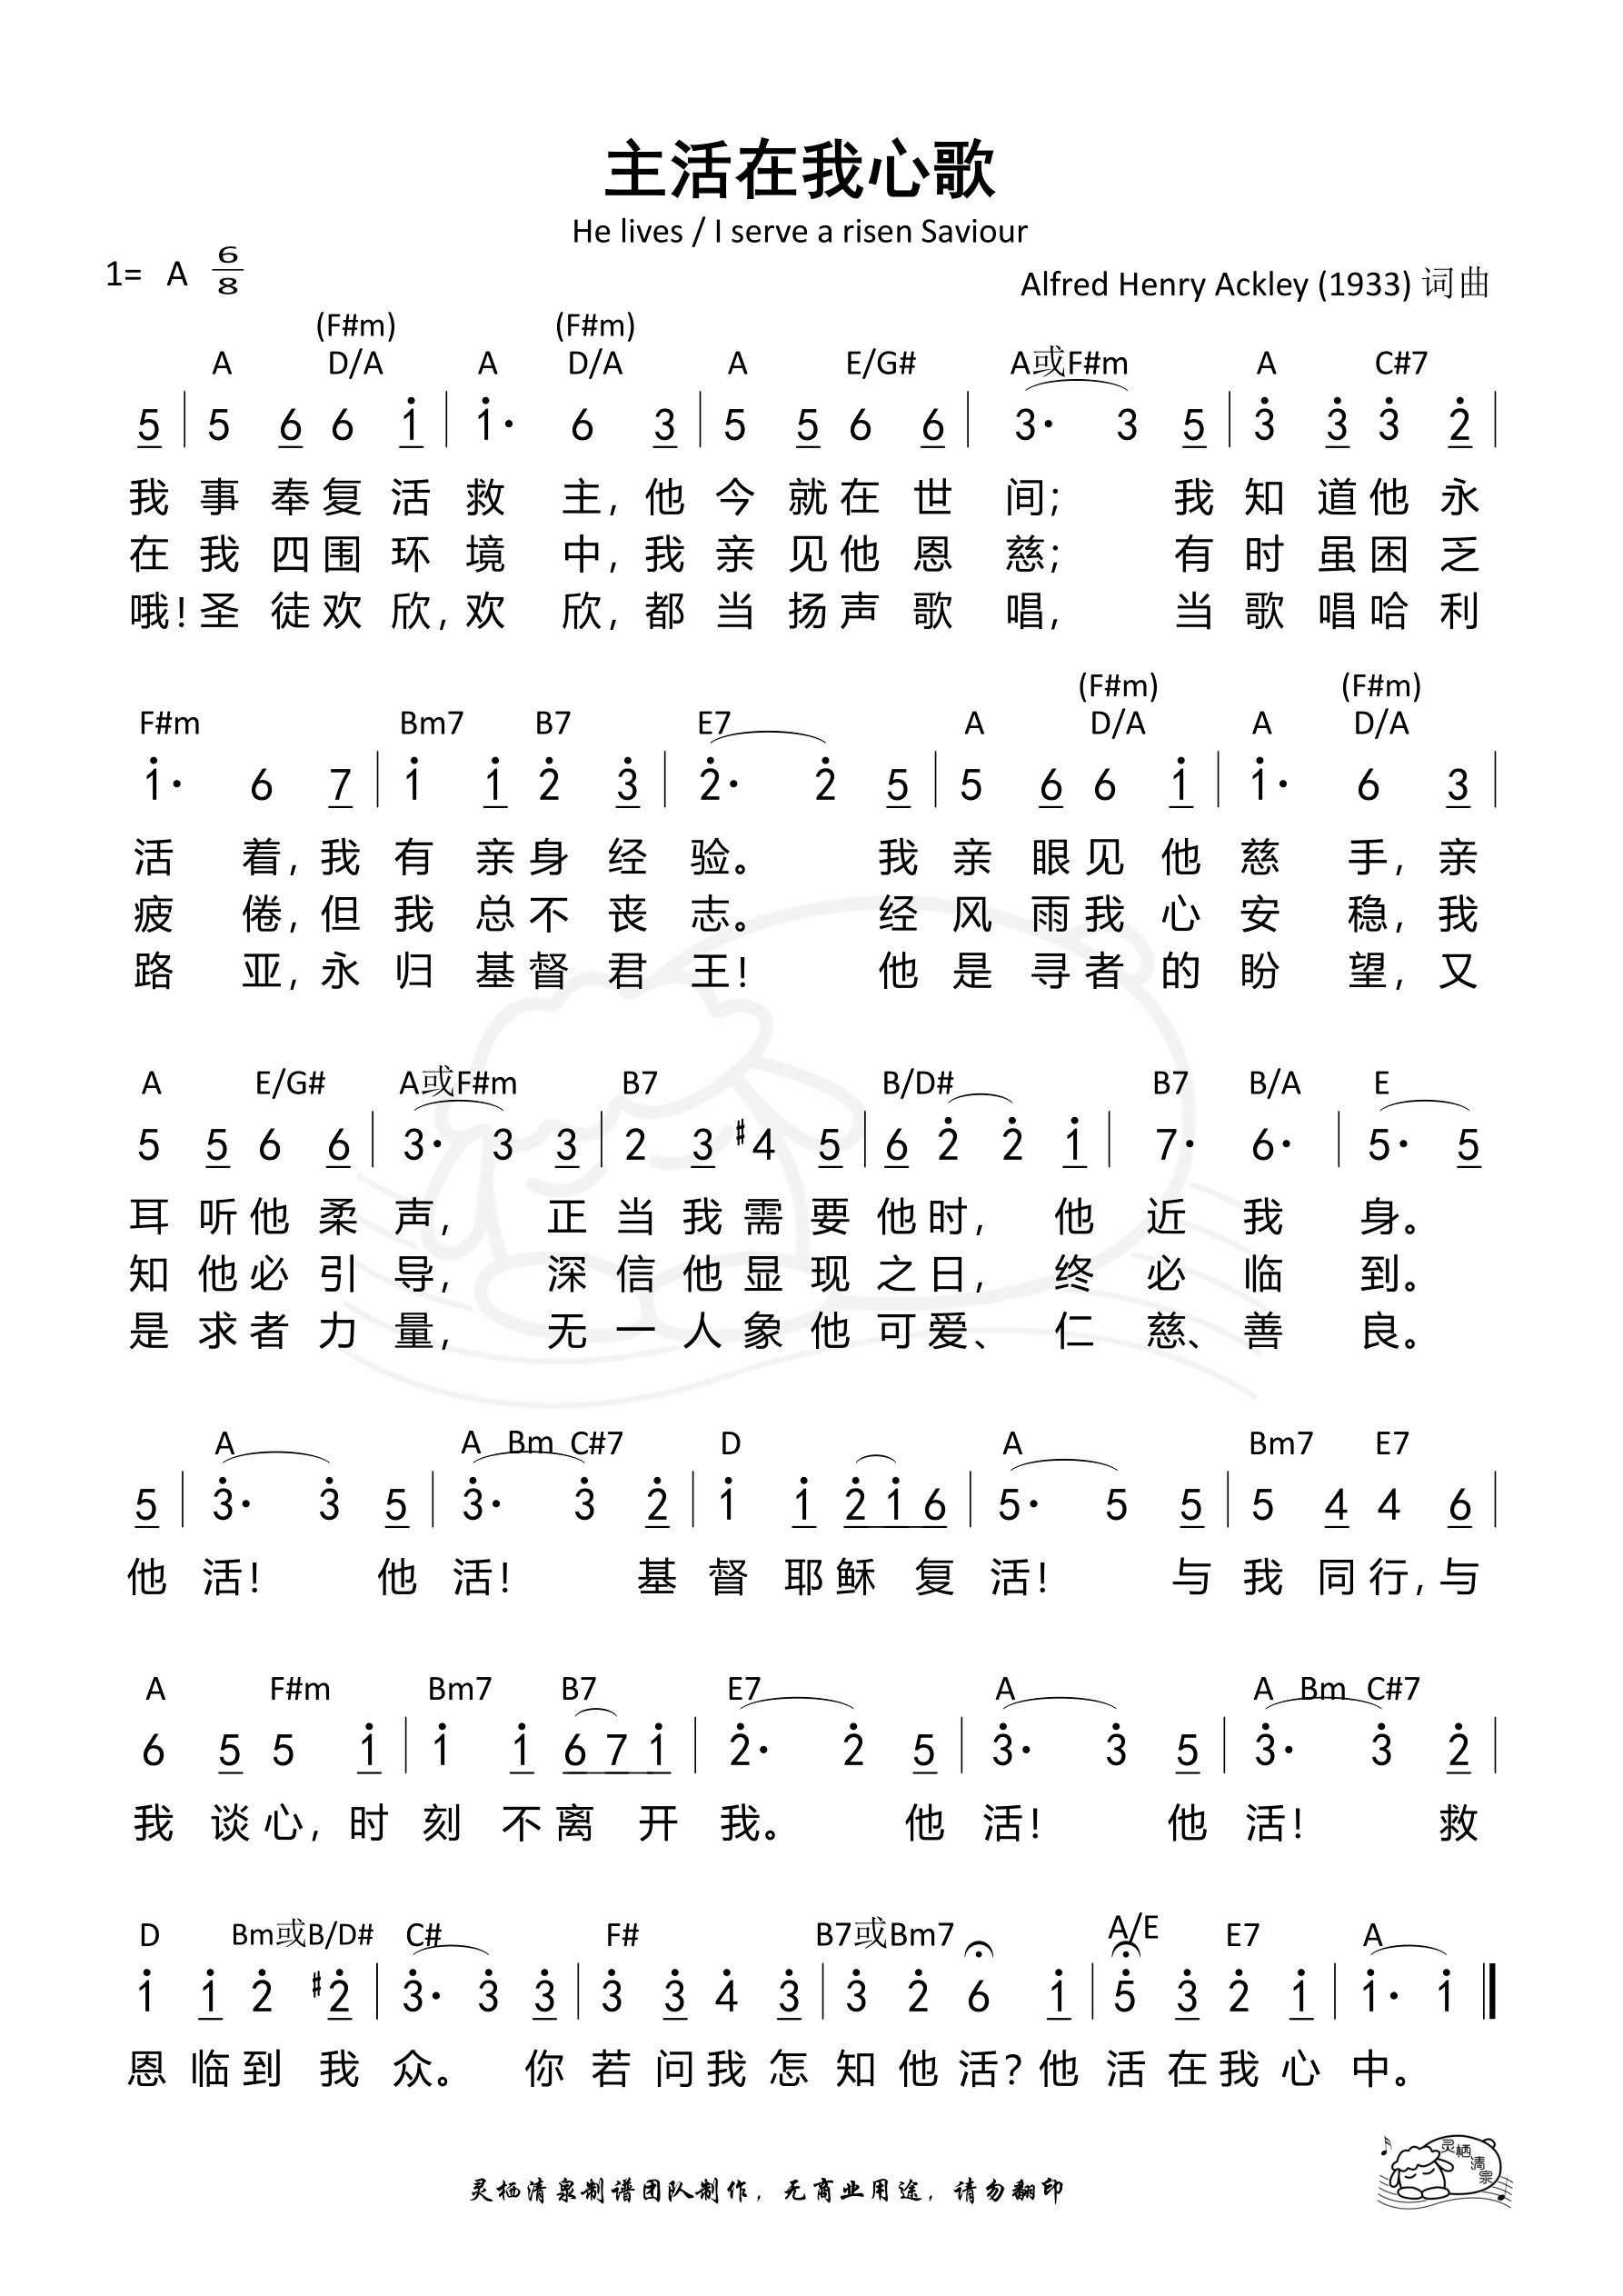 主活在我心歌
He lives / I serve a risen Saviour
1= A 6/8
Alfred Henry Ackley (1933) 词曲
(F#m) (F#m)
A D/A A D/A A E/G# A或F#m A C#7
5 | 5 6 6 1 | 1· 6 3 | 5 5 6 6 | 3· 3 5 | 3 3 3 2 |
我 事 奉 复 活 救 主, 他 今 就 在 世 间; 我 知 道 他 永
在 我 四 围 环 境 中, 我 亲 见 他 恩 慈; 有 时 虽 困 乏
哦! 圣 徒 欢 欣, 欢 欣, 都 当 扬 声 歌 唱, 当 歌 唱 哈 利
(F#m) (F#m)
F#m Bm7 B7 E7 A D/A A D/A
1· 6 7 | 1 1 2 3 | 2· 2 5 | 5 6 6 1 | 1· 6 3 |
活 着, 我 有 亲 身 经 验。 我 亲 眼 见 他 慈 手, 亲
疲 倦, 但 我 总 不 丧 志。 经 风 雨 我 心 安 稳, 我
路 亚, 永 归 基 督 君 王! 他 是 寻 者 的 盼 望, 又
A E/G# A或F#m B7 B/D# B7 B/A E
5 5 6 6 | 3· 3 3 | 2 3 #4 5 | 6 2 2 1 | 7· 6· | 5· 5
耳 听 他 柔 声, 正 当 我 需 要 他 时, 他 近 我 身。
知 他 必 引 导, 深 信 他 显 现 之 日, 终 必 临 到。
是 求 者 力 量, 无 一 人 象 他 可 爱、 仁 慈、 善 良。
A A Bm C#7 D A Bm7 E7
5 | 3· 3 5 | 3· 3 2 | 1 1 2 1 6 | 5· 5 5 | 5 4 4 6 |
他 活! 他 活! 基 督 耶 稣 复 活! 与 我 同 行, 与
A F#m Bm7 B7 E7 A A Bm C#7
6 5 5 1 | 1 1 6 7 1 | 2· 2 5 | 3· 3 5 | 3· 3 2 |
我 谈 心, 时 刻 不 离 开 我。 他 活! 他 活! 救
D Bm或B/D# C# F# B7或Bm7 A/E E7 A
1 1 2 #2 | 3· 3 3 | 3 3 4 3 | 3 2 6 1 | 5 3 2 1 | 1· 1 ‖
恩 临 到 我 众。 你 若 问 我 怎 知 他 活? 他 活 在 我 心 中。
灵栖清泉制谱团队制作, 无商业用途, 请勿翻印
灵栖清泉